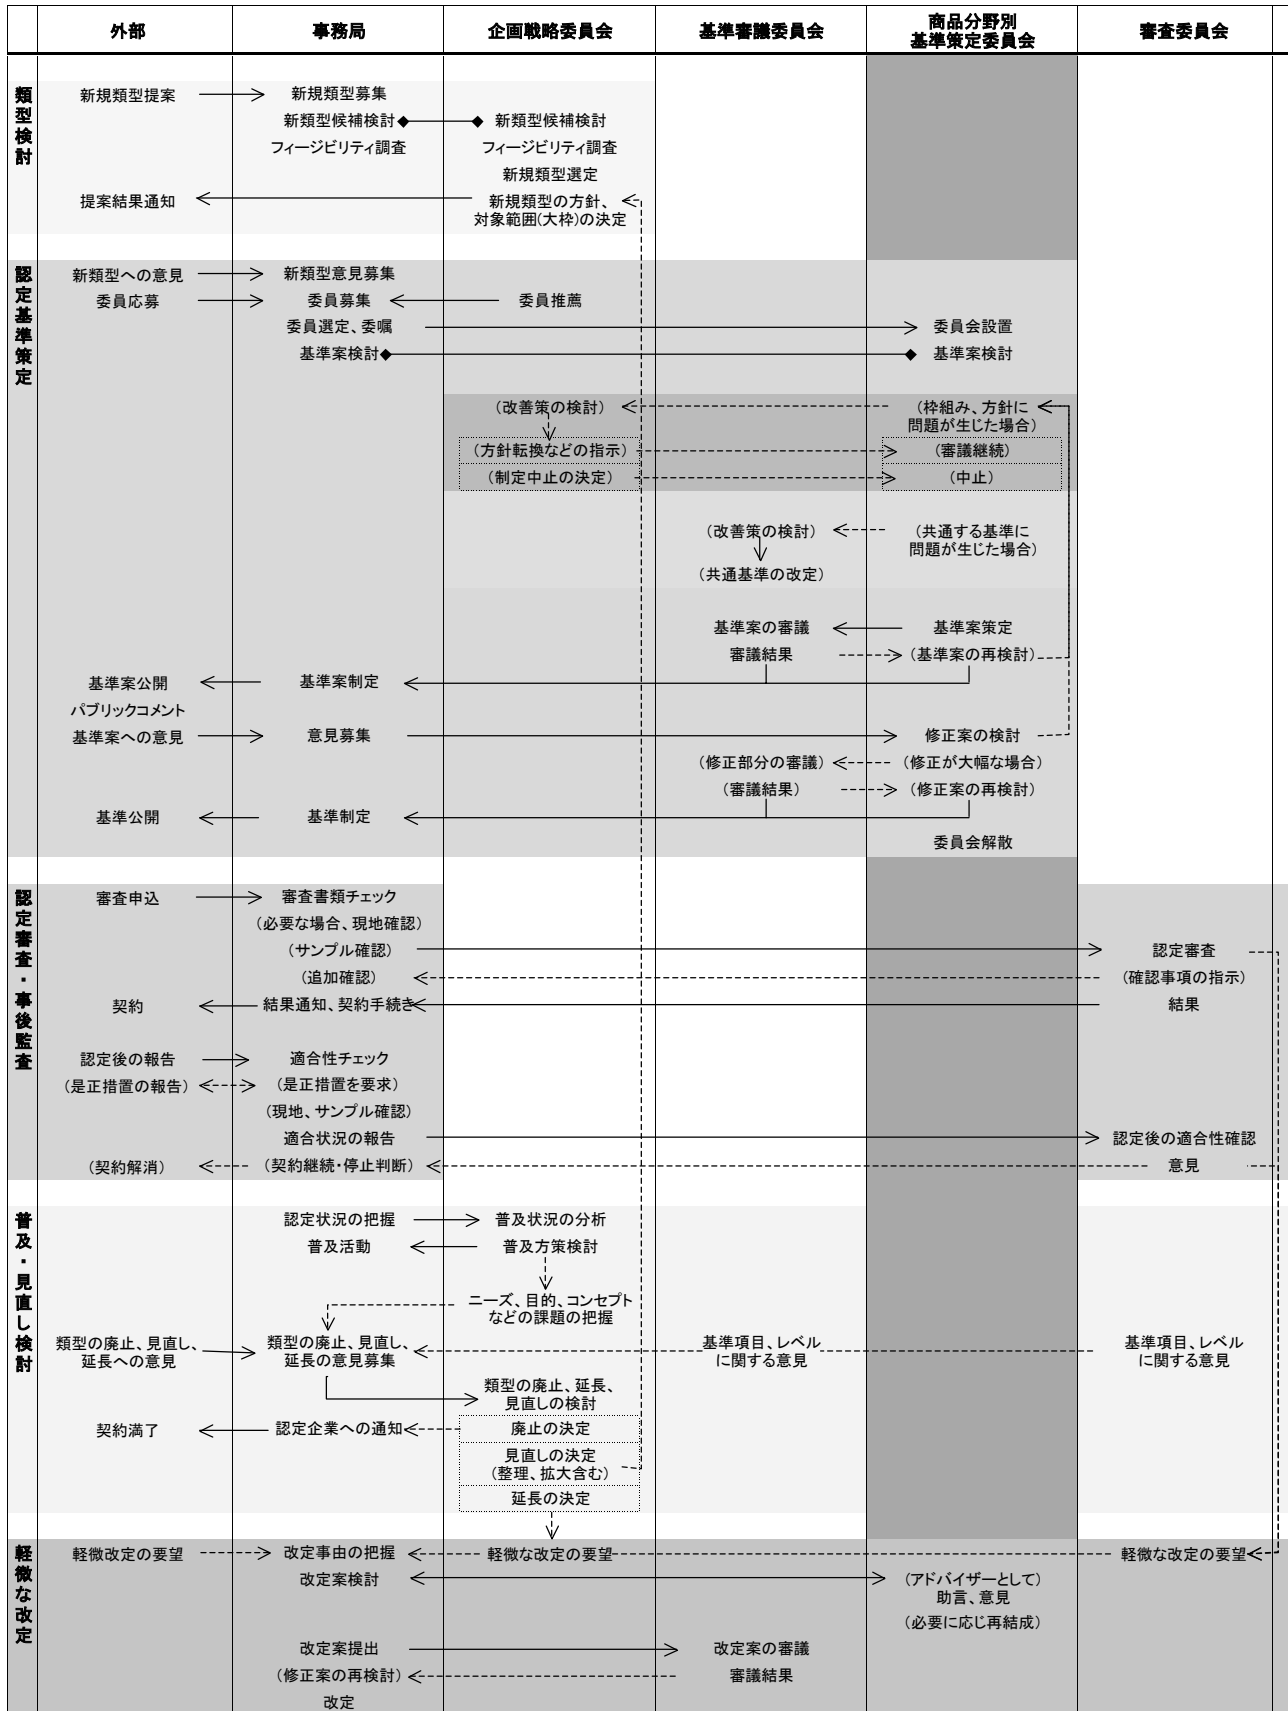 外部
事務局
企画戦略委員会
基準審議委員会
商品分野別
基準策定委員会
審査委員会
類型検討
新規類型提案
新規類型募集
新類型候補検討
新類型候補検討
フィージビリティ調査
フィージビリティ調査
新規類型選定
提案結果通知
新規類型の方針、
対象範囲(大枠)の決定
認定基準策定
新類型への意見
新類型意見募集
委員応募
委員募集
委員推薦
委員選定、委嘱
委員会設置
基準案検討
基準案検討
(改善策の検討)
(枠組み、方針に
問題が生じた場合)
(方針転換などの指示)
(審議継続)
(制定中止の決定)
(中止)
(改善策の検討)
(共通する基準に
問題が生じた場合)
(共通基準の改定)
基準案の審議
基準案策定
審議結果
(基準案の再検討)
基準案公開
基準案制定
パブリックコメント
基準案への意見
意見募集
修正案の検討
(修正部分の審議)
(修正が大幅な場合)
(審議結果)
(修正案の再検討)
基準公開
基準制定
委員会解散
認定審査・事後監査
審査申込
審査書類チェック
(必要な場合、現地確認)
(サンプル確認)
認定審査
(追加確認)
(確認事項の指示)
契約
結果通知、契約手続き
結果
認定後の報告
適合性チェック
(是正措置の報告)
(是正措置を要求)
(現地、サンプル確認)
適合状況の報告
認定後の適合性確認
(契約解消)
(契約継続・停止判断)
意見
普及・見直し検討
認定状況の把握
普及状況の分析
普及活動
普及方策検討
ニーズ、目的、コンセプト
などの課題の把握
類型の廃止、見直し、
延長への意見
類型の廃止、見直し、
延長の意見募集
基準項目、レベル
に関する意見
基準項目、レベル
に関する意見
類型の廃止、延長、
見直しの検討
契約満了
認定企業への通知
廃止の決定
見直しの決定
(整理、拡大含む)
延長の決定
軽微な改定
軽微改定の要望
改定事由の把握
軽微な改定の要望
軽微な改定の要望
改定案検討
(アドバイザーとして)
助言、意見
(必要に応じ再結成)
改定案提出
改定案の審議
(修正案の再検討)
審議結果
改定